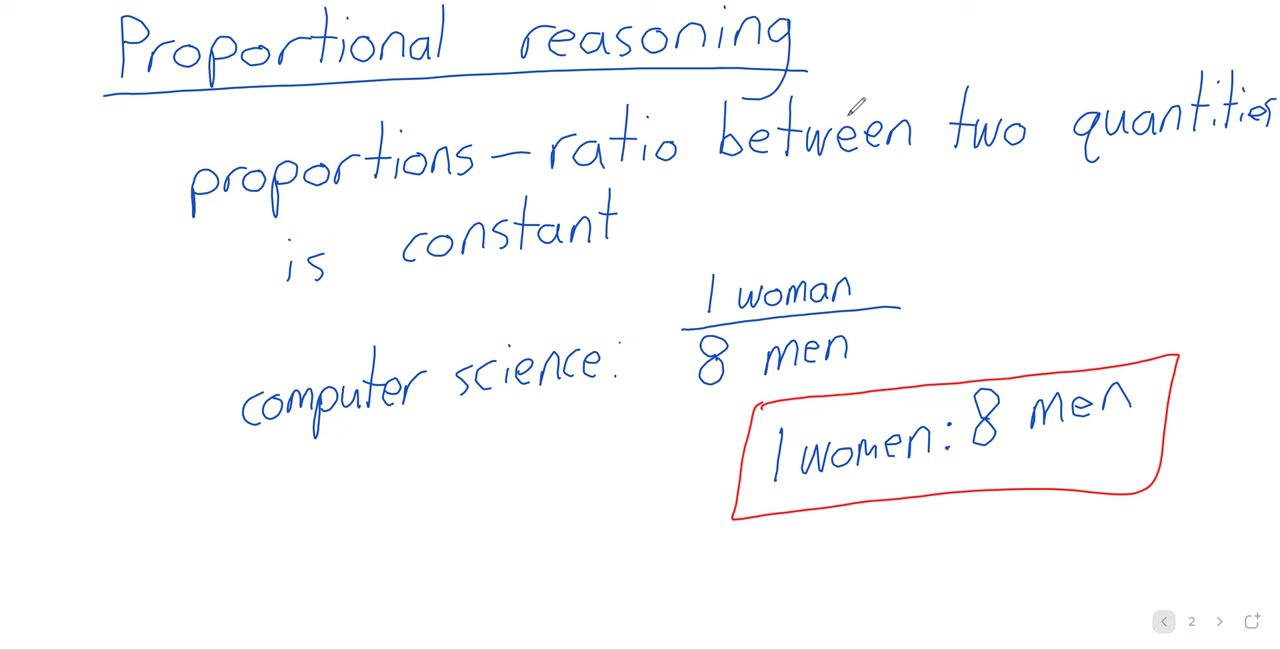 Proportional reasoning
proportions – ratio between two quantities
is constant
1 woman
computer science:
8 men
1 women: 8 men
2